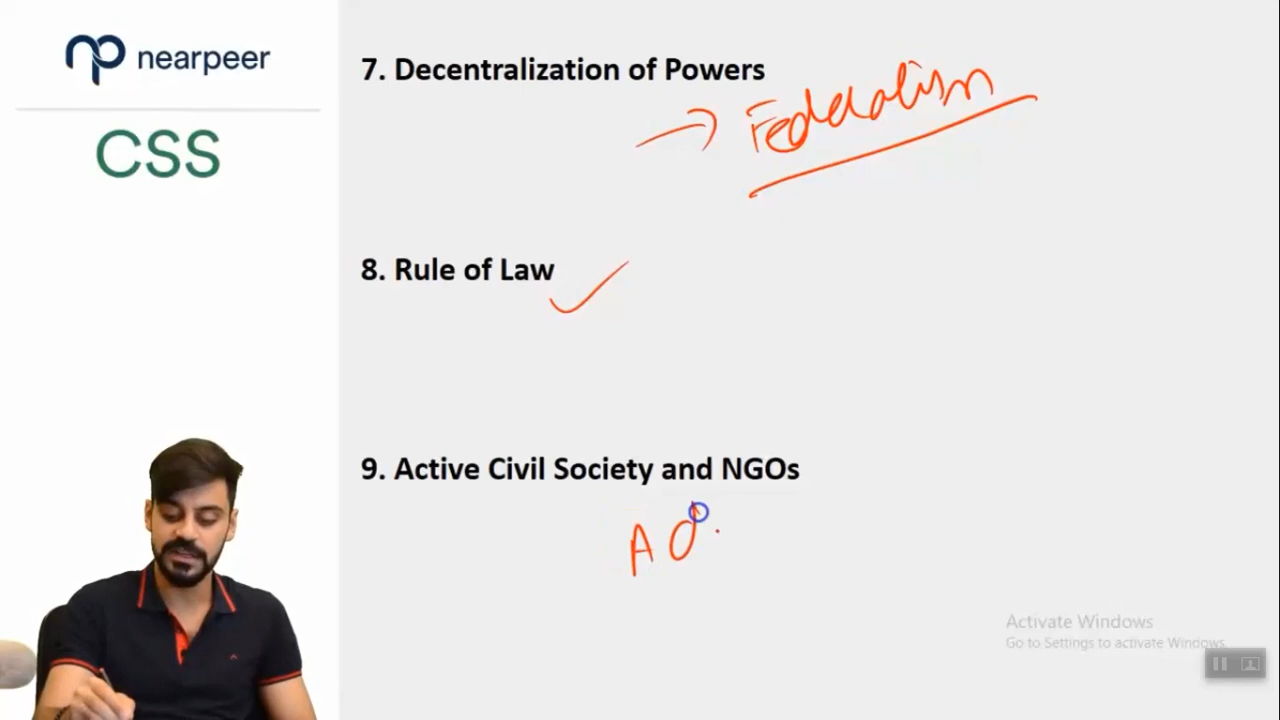 nearpeer
CSS
7. Decentralization of Powers
→ Federalism
8. Rule of Law
9. Active Civil Society and NGOs
Activate Windows
Go to Settings to activate Windows.